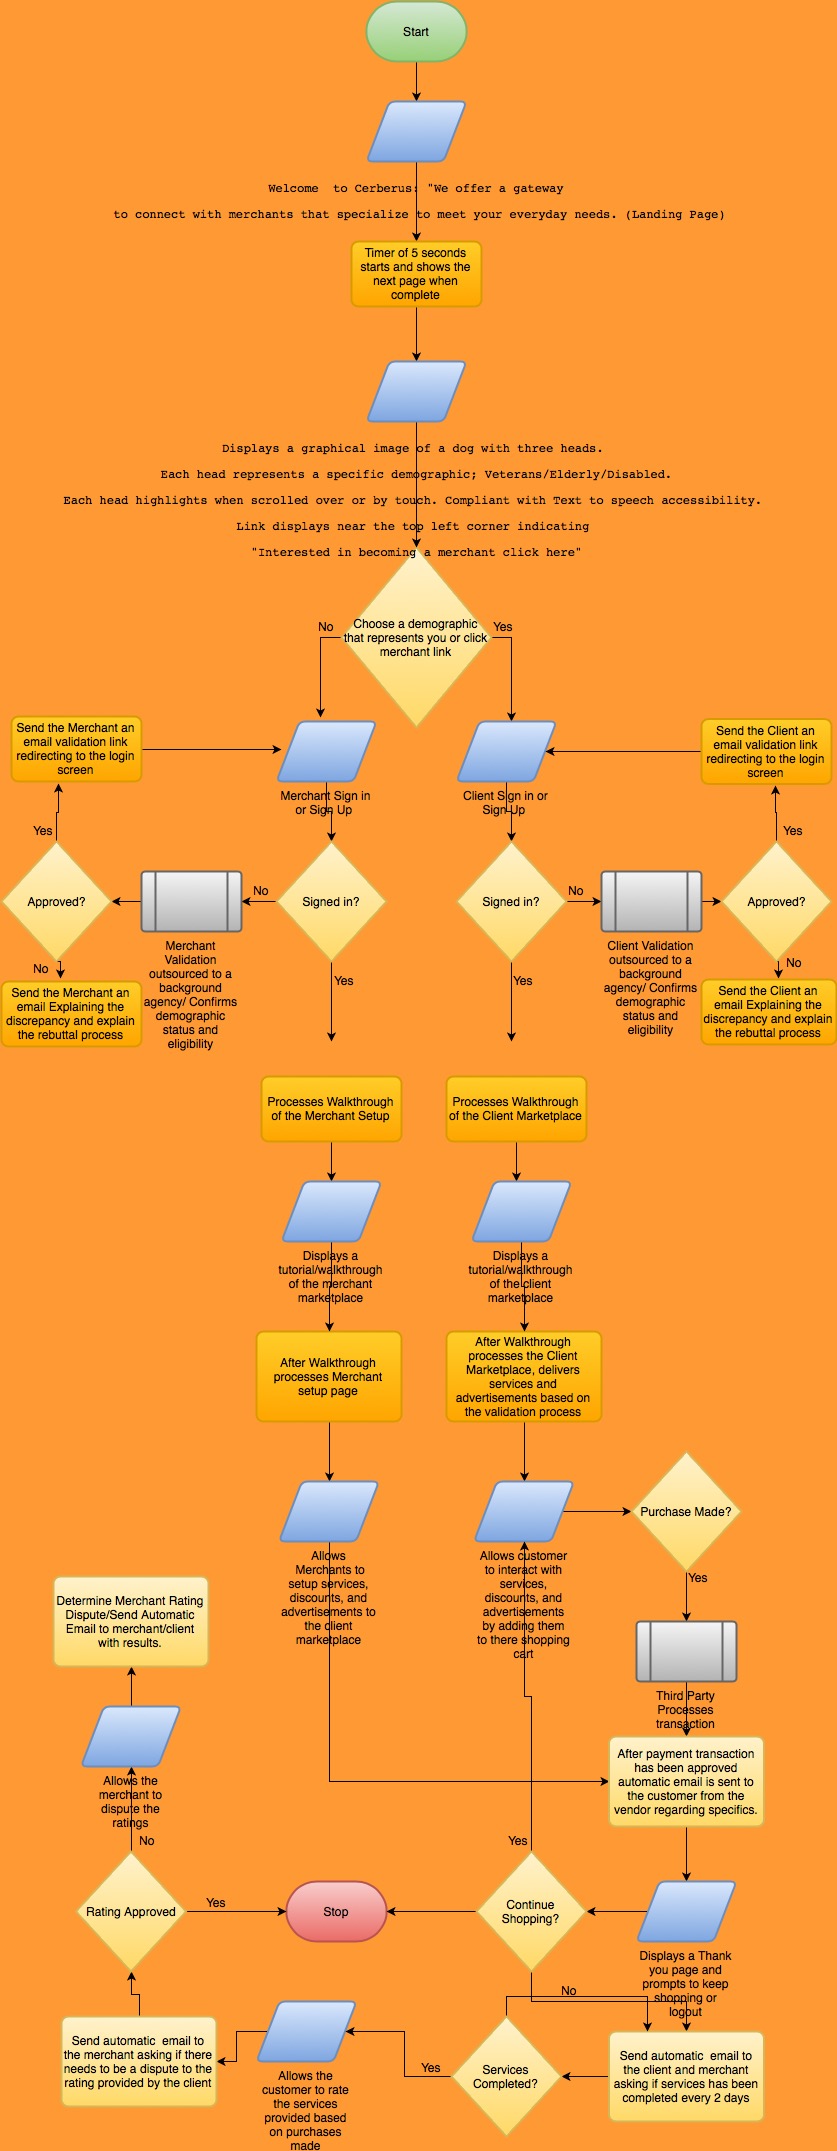 Start
Welcome  to Cerberus: "We offer a gateway
to connect with merchants that specialize to meet your everyday needs. (Landing Page)
Timer of 5 seconds
starts and shows the
next page when
complete
Displays a graphical image of a dog with three heads.
Each head represents a specific demographic; Veterans/Elderly/Disabled.
Each head highlights when scrolled over or by touch. Compliant with Text to speech accessibility.
Link displays near the top left corner indicating
"Interested in becoming a merchant click here"
Choose a demographic
that represents you or click
merchant link
No
Yes
Send the Merchant an
email validation link
redirecting to the login
screen
Merchant Sign in
or Sign Up
Client Sign in or
Sign Up
Send the Client an
email validation link
redirecting to the login
screen
Yes
Approved?
No
Merchant
Validation
outsourced to a
background
agency/ Confirms
demographic
status and
eligibility
No
Signed in?
Yes
Send the Merchant an
email Explaining the
discrepancy and explain
the rebuttal process
Signed in?
No
Yes
Client Validation
outsourced to a
background
agency/ Confirms
demographic
status and
eligibility
Yes
Approved?
No
Send the Client an
email Explaining the
discrepancy and explain
the rebuttal process
Processes Walkthrough
of the Merchant Setup
Processes Walkthrough
of the Client Marketplace
Displays a
tutorial/walkthrough
of the merchant
marketplace
Displays a
tutorial/walkthrough
of the client
marketplace
After Walkthrough
processes Merchant
setup page
After Walkthrough
processes the Client
Marketplace, delivers
services and
advertisements based on
the validation process
Allows
Merchants to
setup services,
discounts, and
advertisements to
the client
marketplace
Allows customer
to interact with
services,
discounts, and
advertisements
by adding them
to there shopping
cart
Purchase Made?
Yes
Third Party
Processes
transaction
Determine Merchant Rating
Dispute/Send Automatic
Email to merchant/client
with results.
Allows the
merchant to
dispute the
ratings
No
After payment transaction
has been approved
automatic email is sent to
the customer from the
vendor regarding specifics.
Yes
Rating Approved
Yes
Stop
Continue
Shopping?
Displays a Thank
you page and
prompts to keep
shopping or
logout
No
Send automatic  email to
the merchant asking if there
needs to be a dispute to the
rating provided by the client
Allows the
customer to rate
the services
provided based
on purchases
made
Yes
Services
Completed?
Send automatic  email to
the client and merchant
asking if services has been
completed every 2 days